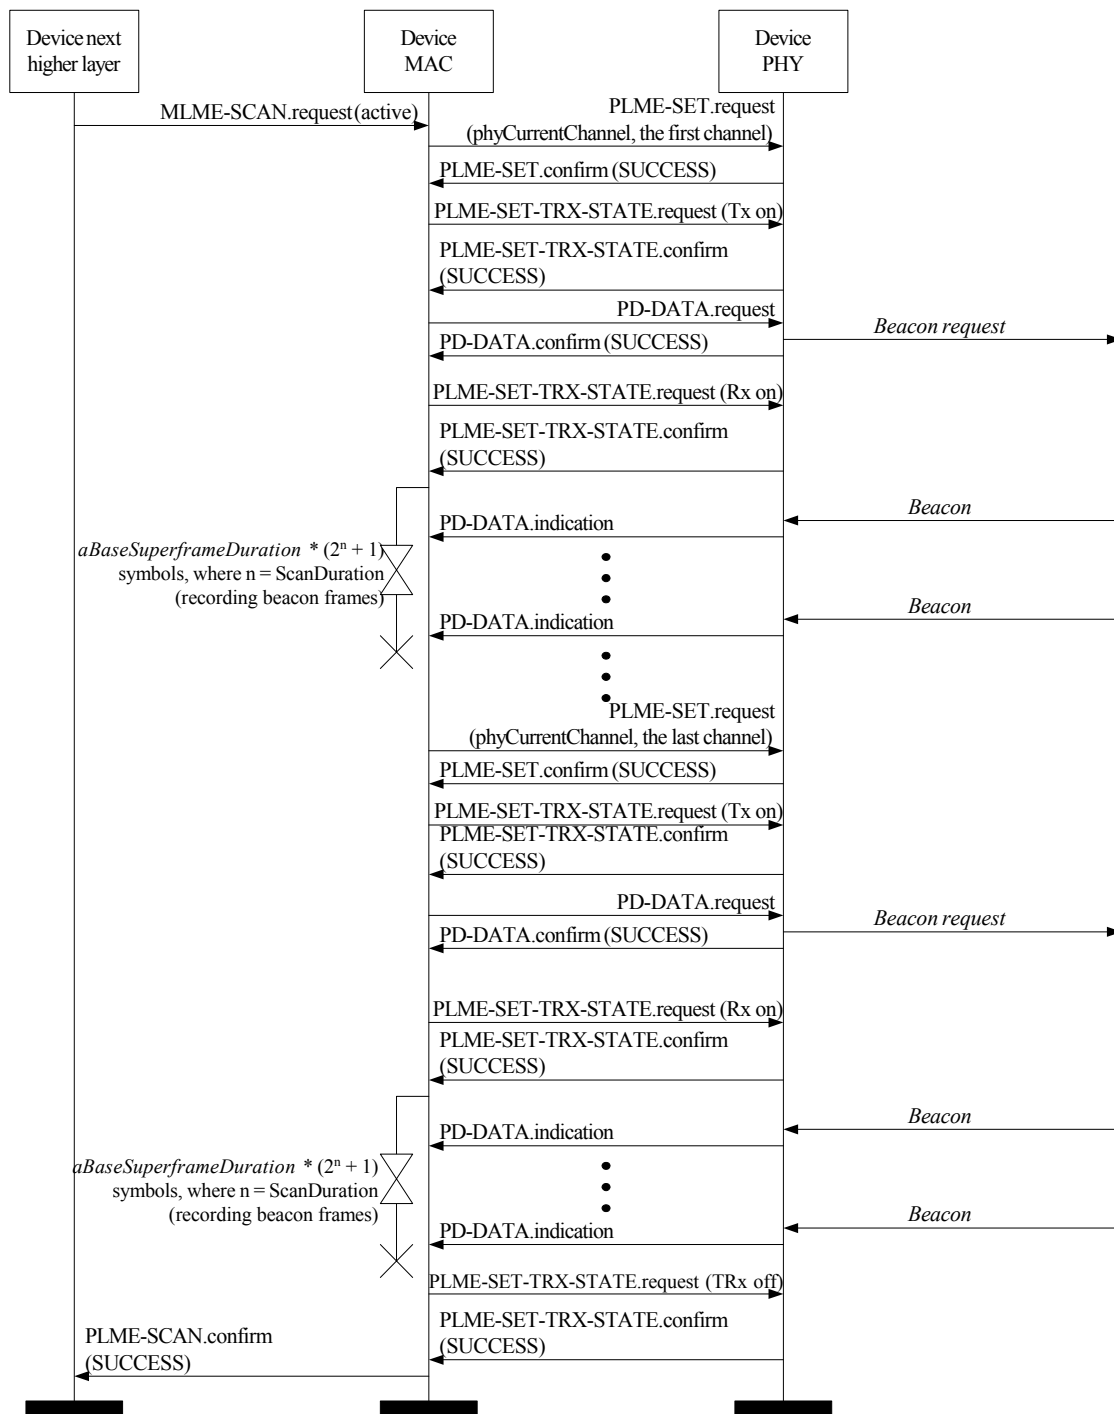 Device next
higher layer
Device
MAC
Device
PHY
MLME-SCAN.request (active)
PLME-SET.request
(phyCurrentChannel, the first channel)
PLME-SET.confirm (SUCCESS)
PLME-SET-TRX-STATE.request (Tx on)
PLME-SET-TRX-STATE.confirm
(SUCCESS)
PD-DATA.request
Beacon request
PD-DATA.confirm (SUCCESS)
PLME-SET-TRX-STATE.request (Rx on)
PLME-SET-TRX-STATE.confirm
(SUCCESS)
Beacon
PD-DATA.indication
aBaseSuperframeDuration * (2ⁿ + 1)
symbols, where n = ScanDuration
(recording beacon frames)
Beacon
PD-DATA.indication
PLME-SET.request
(phyCurrentChannel, the last channel)
PLME-SET.confirm (SUCCESS)
PLME-SET-TRX-STATE.request (Tx on)
PLME-SET-TRX-STATE.confirm
(SUCCESS)
PD-DATA.request
Beacon request
PD-DATA.confirm (SUCCESS)
PLME-SET-TRX-STATE.request (Rx on)
PLME-SET-TRX-STATE.confirm
(SUCCESS)
Beacon
PD-DATA.indication
aBaseSuperframeDuration * (2ⁿ + 1)
symbols, where n = ScanDuration
(recording beacon frames)
Beacon
PD-DATA.indication
PLME-SET-TRX-STATE.request (TRx off)
PLME-SET-TRX-STATE.confirm
(SUCCESS)
PLME-SCAN.confirm
(SUCCESS)